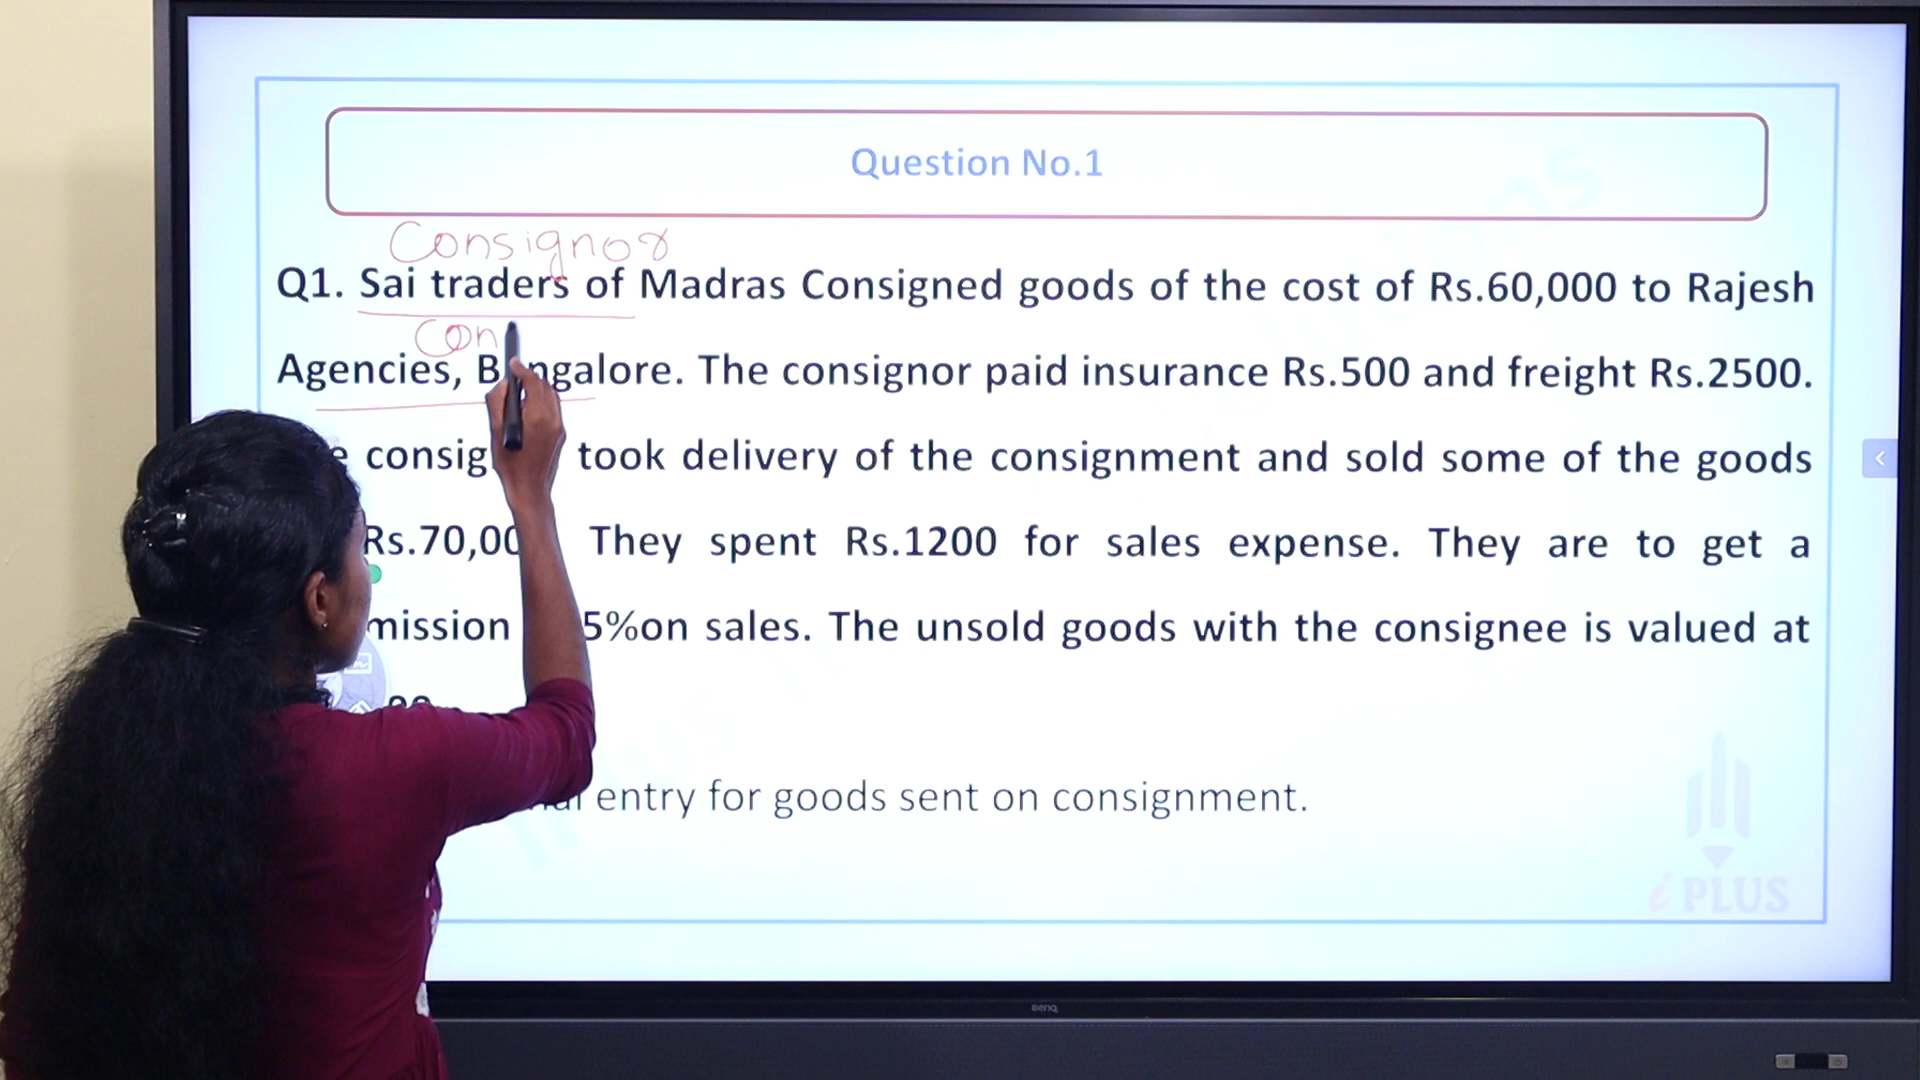 Question No.1
Consignor
Q1. Sai traders of Madras Consigned goods of the cost of Rs.60,000 to Rajesh
Con
Agencies, Bangalore. The consignor paid insurance Rs.500 and freight Rs.2500.
consig took delivery of the consignment and sold some of the goods
Rs.70,00 They spent Rs.1200 for sales expense. They are to get a
mission 5%on sales. The unsold goods with the consignee is valued at
entry for goods sent on consignment.
i PLUS
BenQ